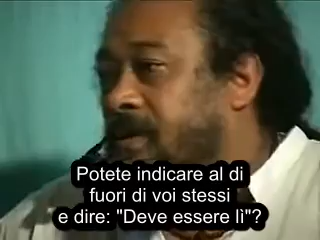 Potete indicare al di
fuori di voi stessi
e dire: "Deve essere lì"?